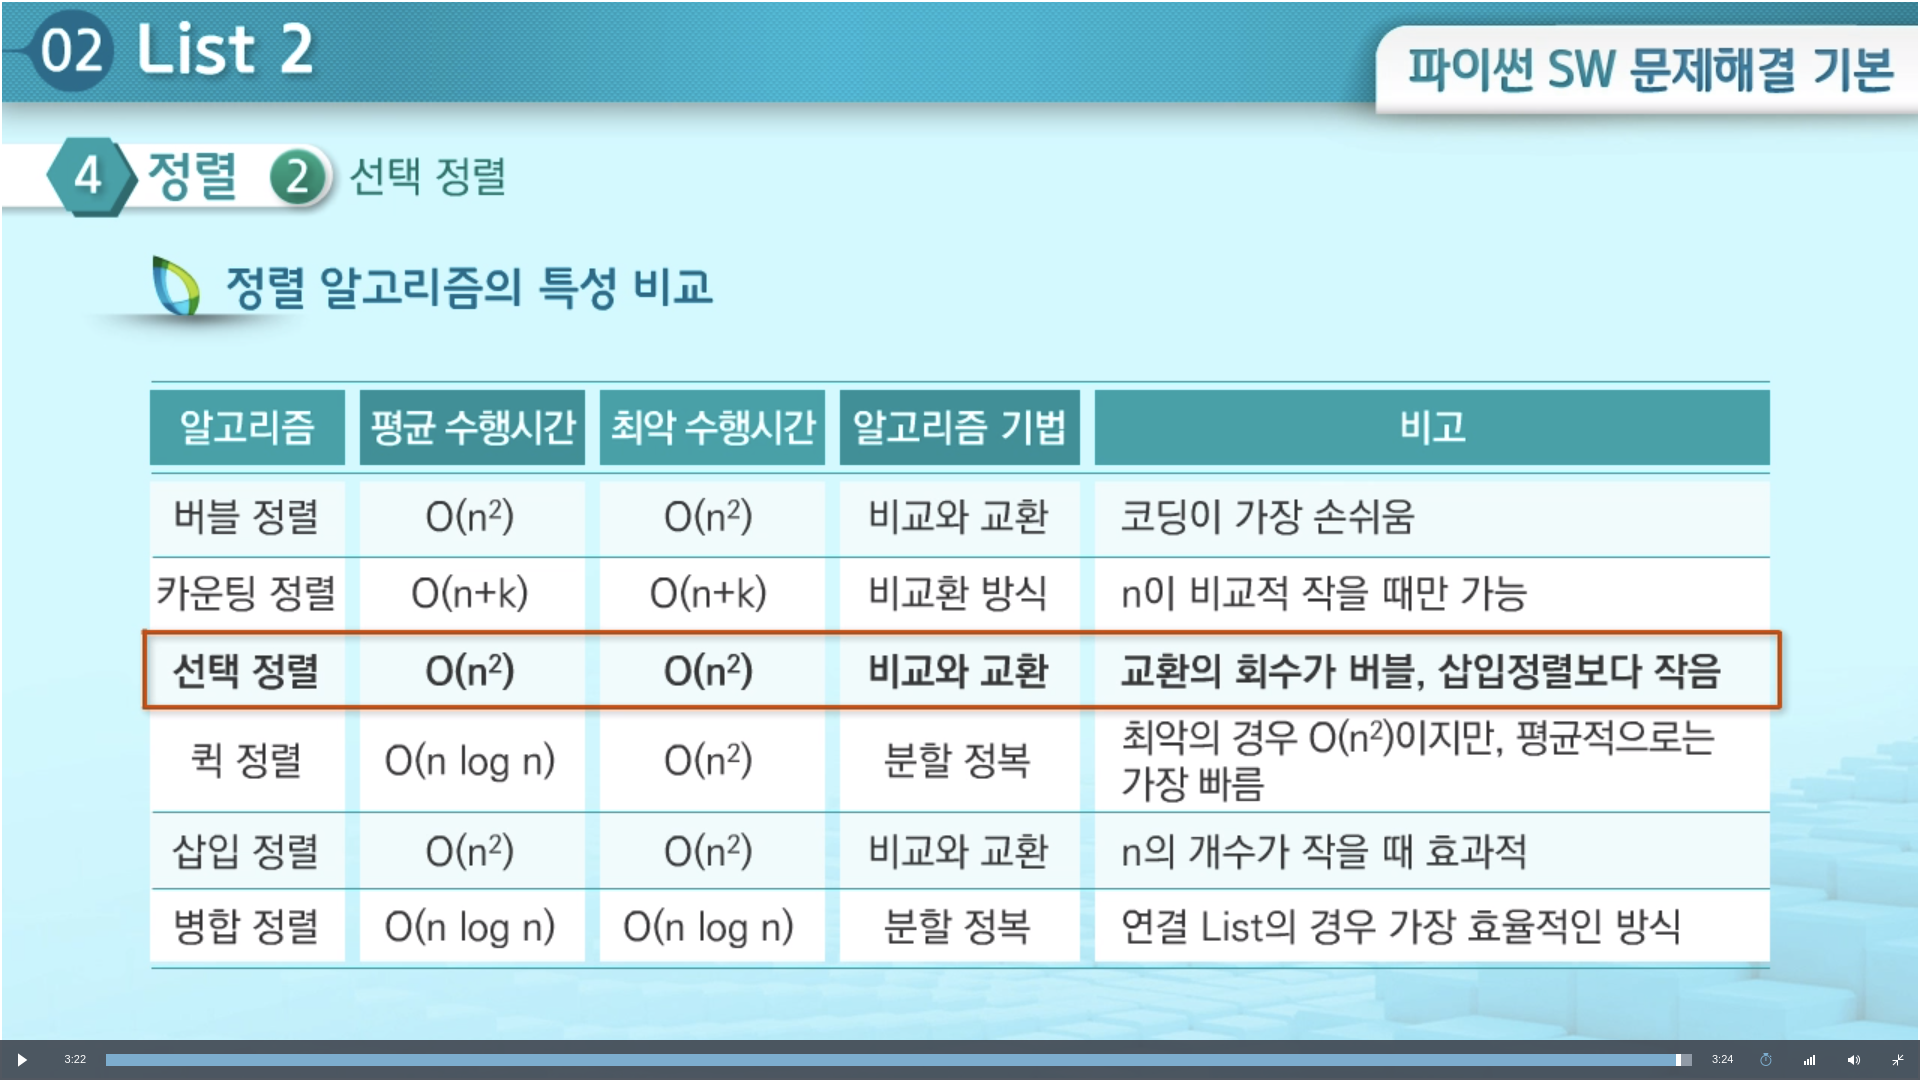 02 List 2
파이썬 SW 문제해결 기본
4 정렬 2 선택 정렬
정렬 알고리즘의 특성 비교
알고리즘 평균 수행시간 최악 수행시간 알고리즘 기법 비고
버블 정렬 O(n²) O(n²) 비교와 교환 코딩이 가장 손쉬움
카운팅 정렬 O(n+k) O(n+k) 비교환 방식 n이 비교적 작을 때만 가능
선택 정렬 O(n²) O(n²) 비교와 교환 교환의 회수가 버블, 삽입정렬보다 작음
퀵 정렬 O(n log n) O(n²) 분할 정복 최악의 경우 O(n²)이지만, 평균적으로는
가장 빠름
삽입 정렬 O(n²) O(n²) 비교와 교환 n의 개수가 작을 때 효과적
병합 정렬 O(n log n) O(n log n) 분할 정복 연결 List의 경우 가장 효율적인 방식
3:22 3:24